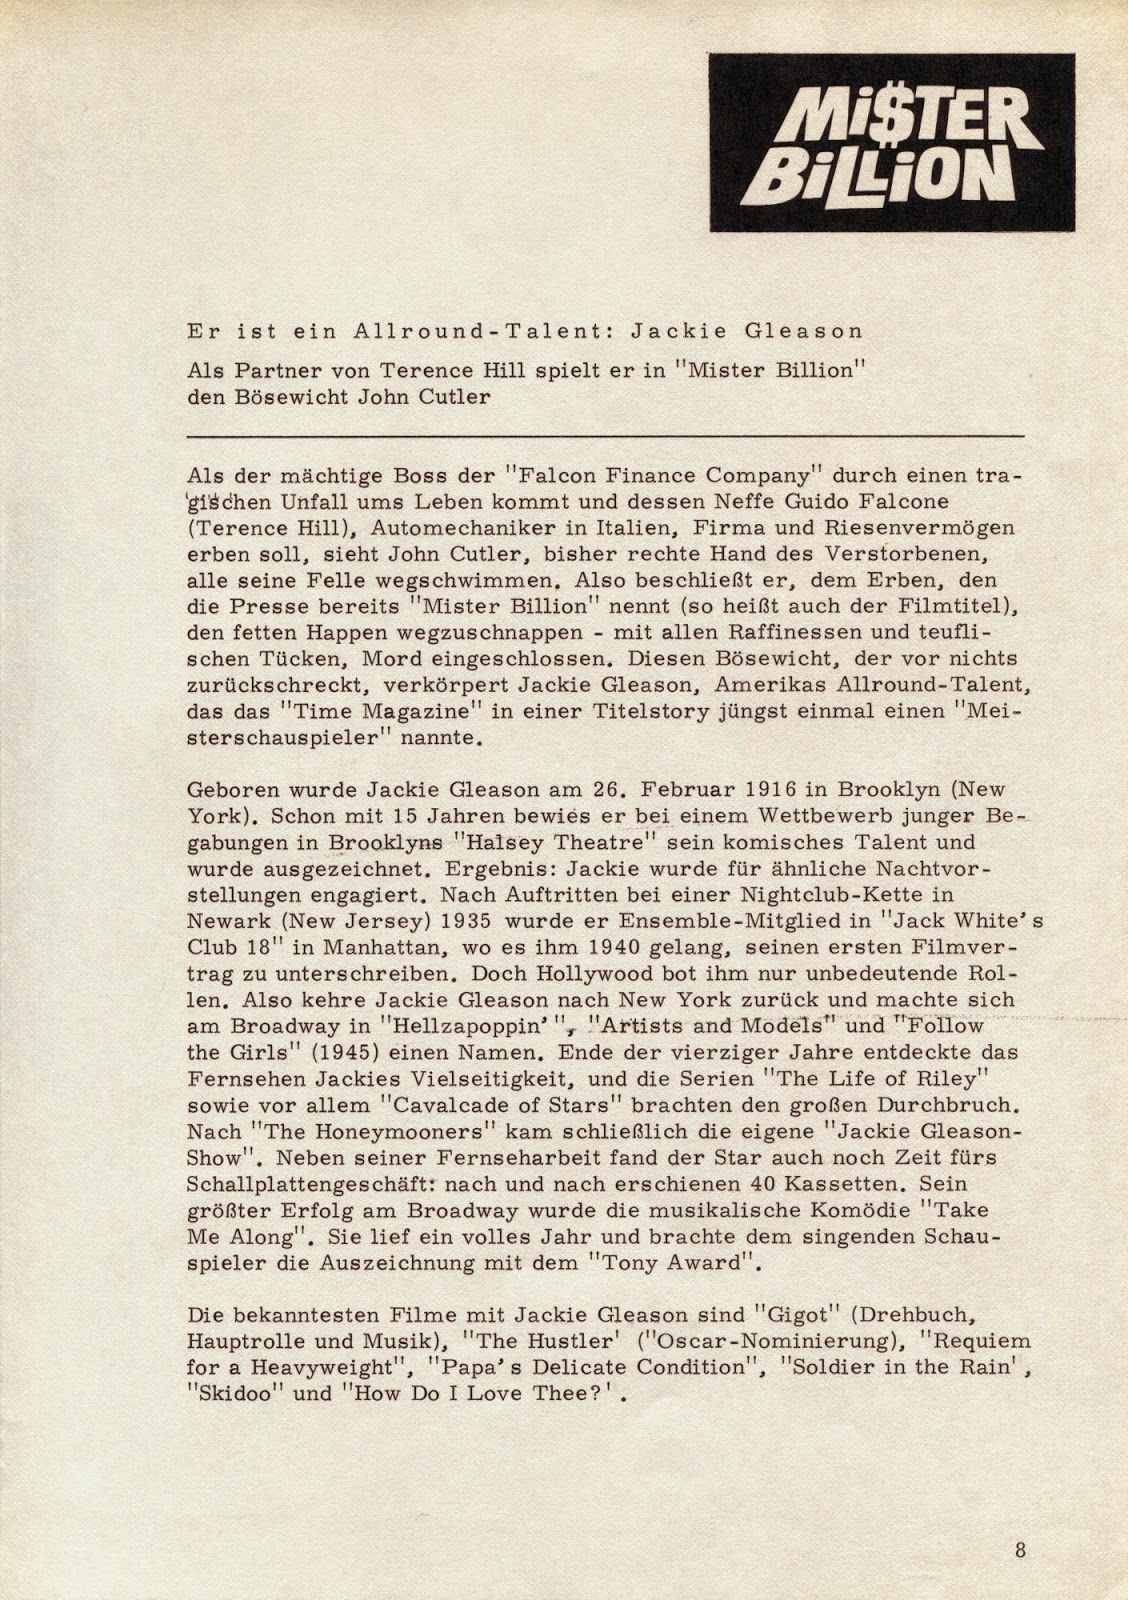 Mi$TER
BiLLiON
Er ist ein Allround-Talent: Jackie Gleason
Als Partner von Terence Hill spielt er in "Mister Billion"
den Bösewicht John Cutler
Als der mächtige Boss der "Falcon Finance Company" durch einen tra-
gischen Unfall ums Leben kommt und dessen Neffe Guido Falcone
(Terence Hill), Automechaniker in Italien, Firma und Riesenvermögen
erben soll, sieht John Cutler, bisher rechte Hand des Verstorbenen,
alle seine Felle wegschwimmen. Also beschließt er, dem Erben, den
die Presse bereits "Mister Billion" nennt (so heißt auch der Filmtitel),
den fetten Happen wegzuschnappen - mit allen Raffinessen und teufli-
schen Tücken, Mord eingeschlossen. Diesen Bösewicht, der vor nichts
zurückschreckt, verkörpert Jackie Gleason, Amerikas Allround-Talent,
das das "Time Magazine" in einer Titelstory jüngst einmal einen "Mei-
sterschauspieler" nannte.
Geboren wurde Jackie Gleason am 26. Februar 1916 in Brooklyn (New
York). Schon mit 15 Jahren bewies er bei einem Wettbewerb junger Be-
gabungen in Brooklyns "Halsey Theatre" sein komisches Talent und
wurde ausgezeichnet. Ergebnis: Jackie wurde für ähnliche Nachtvor-
stellungen engagiert. Nach Auftritten bei einer Nightclub-Kette in
Newark (New Jersey) 1935 wurde er Ensemble-Mitglied in "Jack White's
Club 18" in Manhattan, wo es ihm 1940 gelang, seinen ersten Filmver-
trag zu unterschreiben. Doch Hollywood bot ihm nur unbedeutende Rol-
len. Also kehre Jackie Gleason nach New York zurück und machte sich
am Broadway in "Hellzapoppin'", "Artists and Models" und "Follow
the Girls" (1945) einen Namen. Ende der vierziger Jahre entdeckte das
Fernsehen Jackies Vielseitigkeit, und die Serien "The Life of Riley"
sowie vor allem "Cavalcade of Stars" brachten den großen Durchbruch.
Nach "The Honeymooners" kam schließlich die eigene "Jackie Gleason-
Show". Neben seiner Fernseharbeit fand der Star auch noch Zeit fürs
Schallplattengeschäft: nach und nach erschienen 40 Kassetten. Sein
größter Erfolg am Broadway wurde die musikalische Komödie "Take
Me Along". Sie lief ein volles Jahr und brachte dem singenden Schau-
spieler die Auszeichnung mit dem "Tony Award".
Die bekanntesten Filme mit Jackie Gleason sind "Gigot" (Drehbuch,
Hauptrolle und Musik), "The Hustler' ("Oscar-Nominierung), "Requiem
for a Heavyweight", "Papa's Delicate Condition", "Soldier in the Rain',
"Skidoo" und "How Do I Love Thee?'.
8